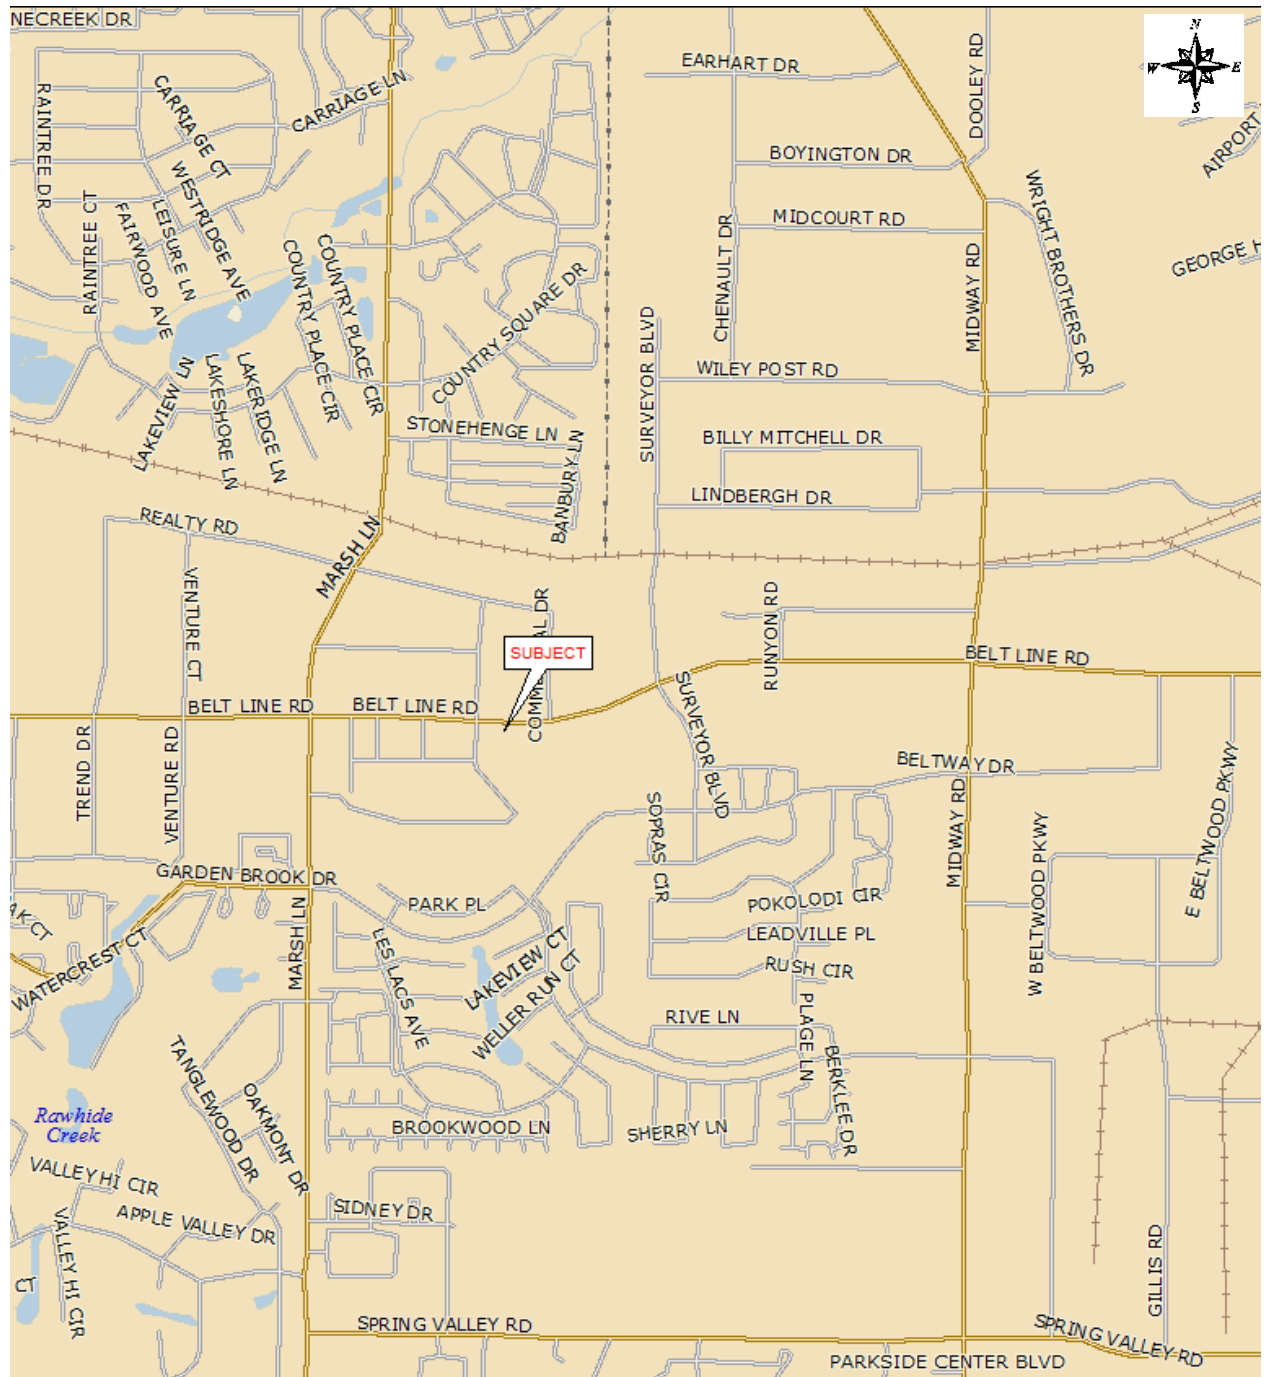 NECREEK DR
N
W
E
S
EARHART DR
DOOLEY RD
RAINTREE DR
CARRIAGE CT
CARRIAGE LN
AIRPORT
BOYINGTON DR
WRIGHT BROTHERS DR
RAINTREE CT
FAIRWOOD AVE
LEISURE LN
WESTRIDGE AVE
COUNTRY PLACE CIR
COUNTRY PLACE CIR
MIDCOURT RD
CHENAULT DR
MIDWAY RD
GEORGE H
COUNTRY SQUARE DR
SURVEYOR BLVD
LAKEVIEW LN
LAKESHORE LN
LAKERIDGE LN
WILEY POST RD
STONEHENGE LN
BANBURY LN
BILLY MITCHELL DR
LINDBERGH DR
REALTY RD
MARSH LN
VENTURE CT
COMME
AL DR
SUBJECT
RUNYON RD
BELT LINE RD
BELT LINE RD
BELT LINE RD
SURVEYOR BLVD
TREND DR
VENTURE RD
BELTWAY DR
E BELTWOOD PKWY
SOPRAS CIR
MIDWAY RD
W BELTWOOD PKWY
GARDEN BROOK DR
PARK PL
POKOLODI CIR
AK CT
MARSH LN
LES LACS AVE
LEADVILLE PL
WATERCREST CT
LAKEVIEW CT
WELLER RUN CT
RUSH CIR
PLAGE LN
RIVE LN
TANGLEWOOD DR
OAKMONT DR
BERKLEE DR
Rawhide
Creek
BROOKWOOD LN
SHERRY LN
VALLEY HI CIR
APPLE VALLEY DR
SIDNEY DR
VALLEY HI CIR
CT
GILLIS RD
SPRING VALLEY RD
SPRING VALLEY RD
PARKSIDE CENTER BLVD